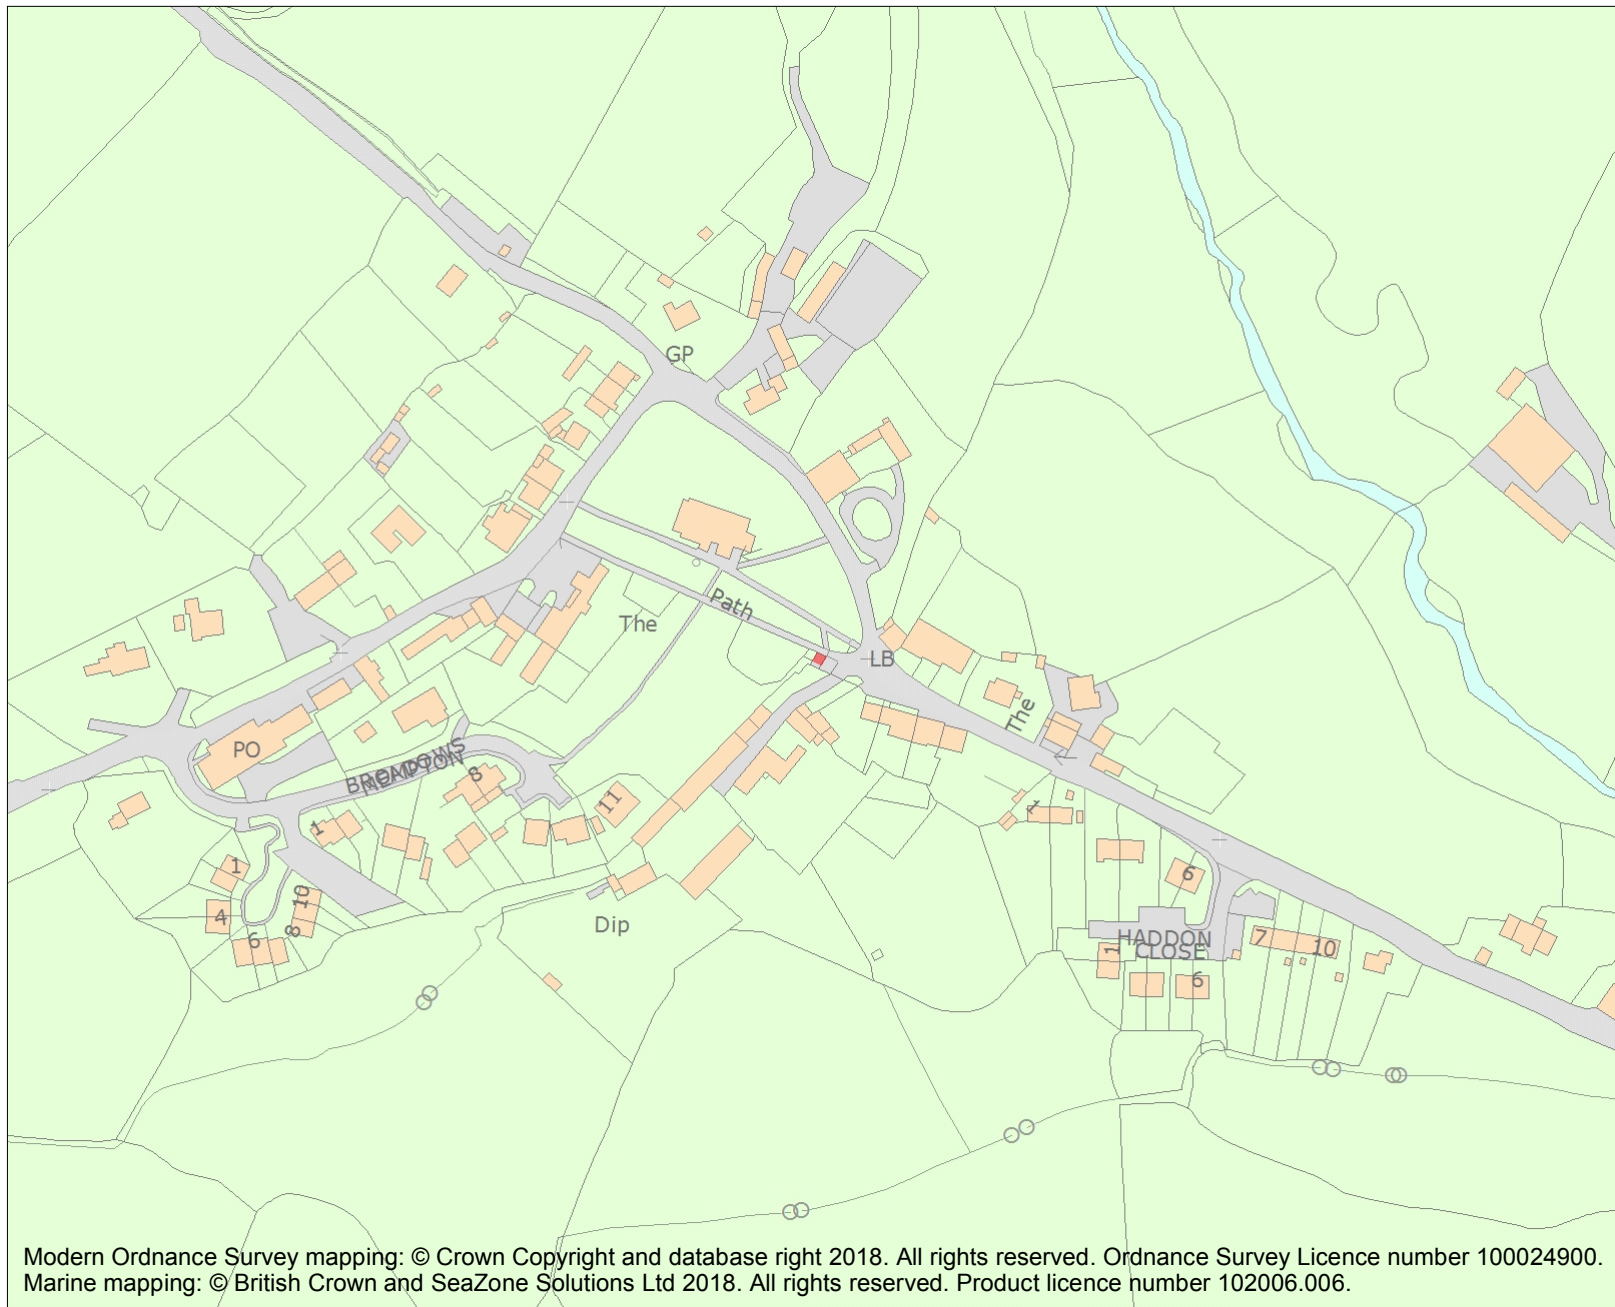 GP
Path
The
LB
The
PO
BROMPTON
MEADOWS
8
11
1
1
1
10
4
6
8
6
Dip
HADDON
CLOSE
7
10
1
6
Modern Ordnance Survey mapping: © Crown Copyright and database right 2018. All rights reserved. Ordnance Survey Licence number 100024900.
Marine mapping: © British Crown and SeaZone Solutions Ltd 2018. All rights reserved. Product licence number 102006.006.